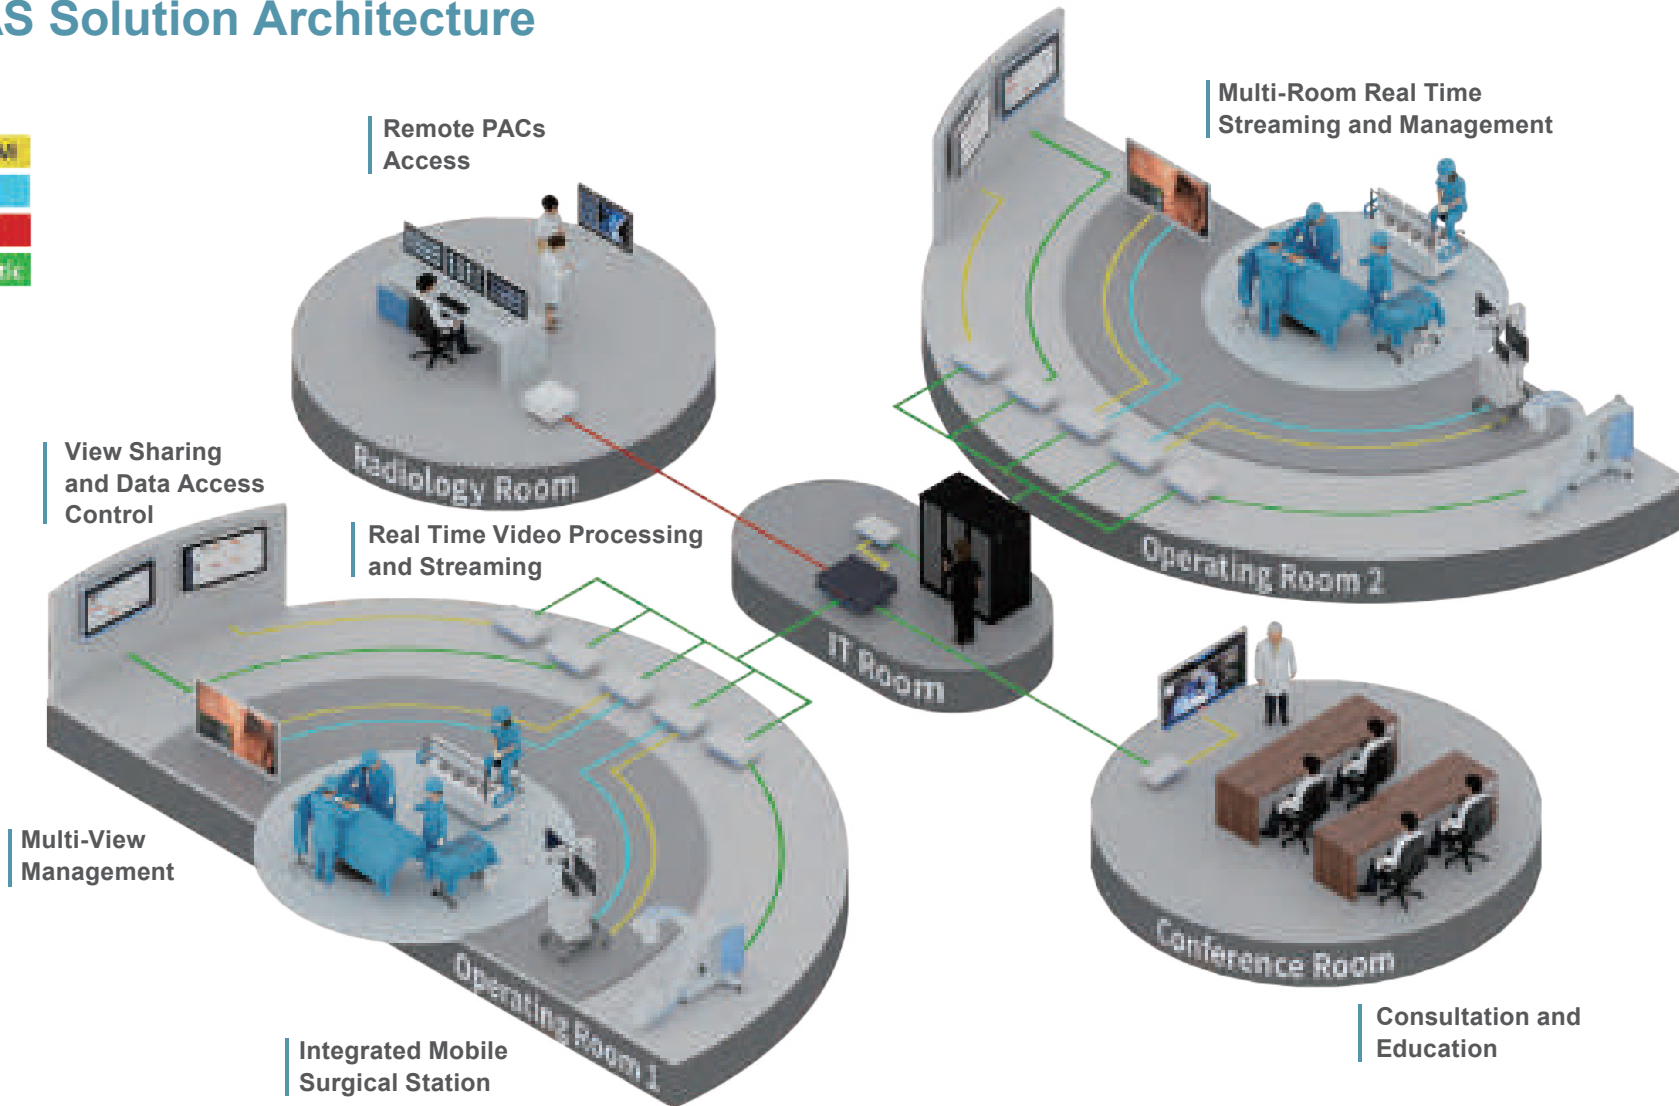 AS Solution Architecture
Remote PACs
Access
Multi-Room Real Time
Streaming and Management
Radiology Room
View Sharing
and Data Access
Control
Real Time Video Processing
and Streaming
Operating Room 2
IT Room
Multi-View
Management
Conference Room
Operating Room 1
Integrated Mobile
Surgical Station
Consultation and
Education